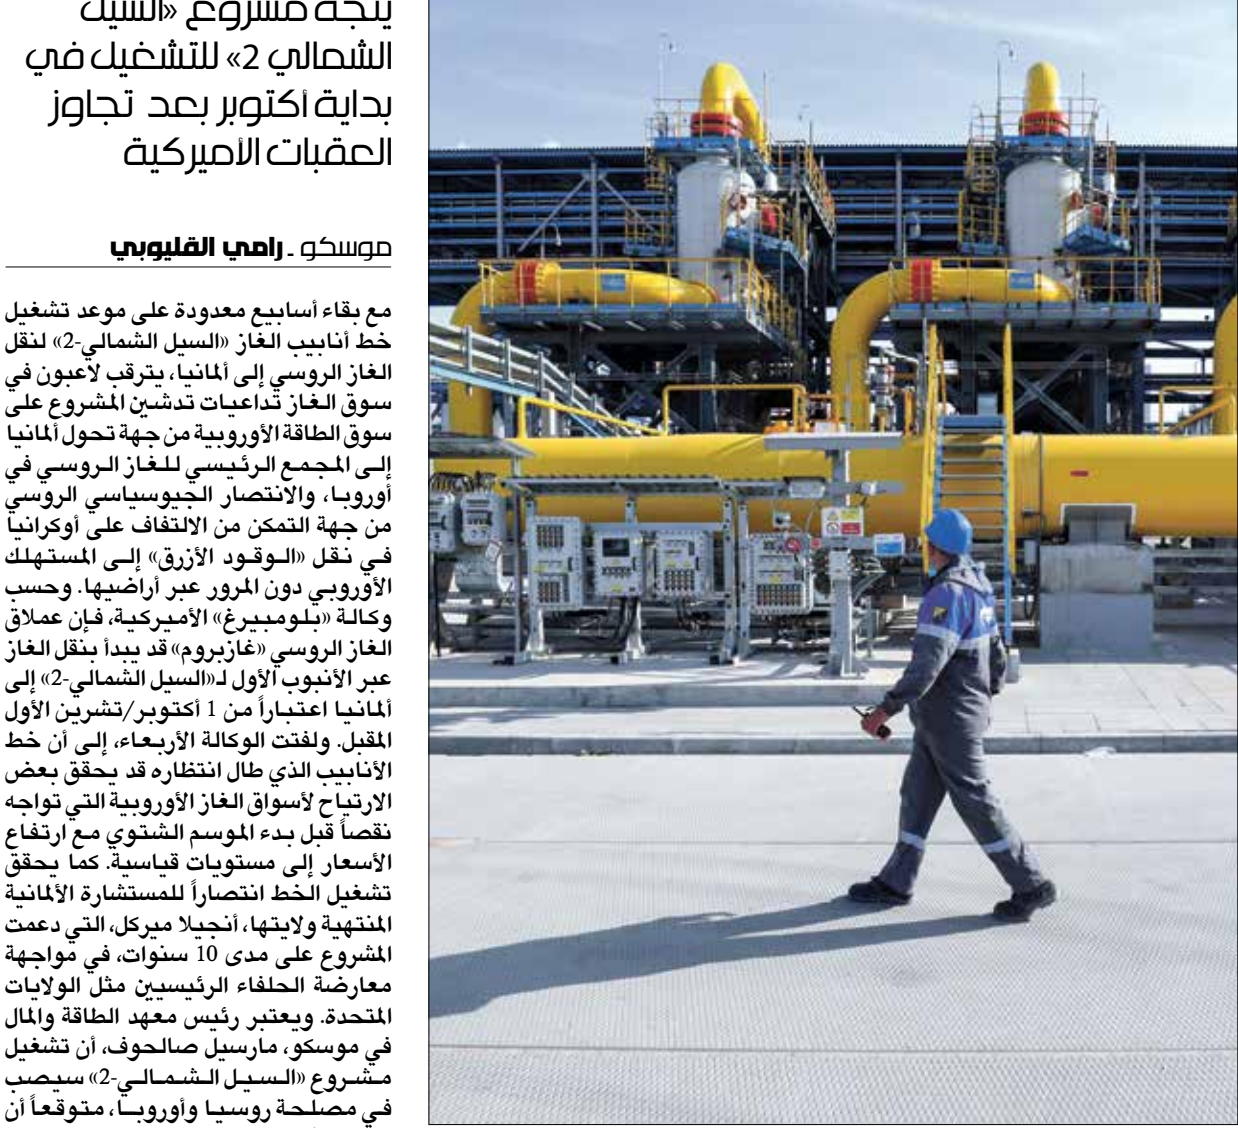 يتجه مشروع «السيل
الشمالي 2» للتشغيل في
بداية أكتوبر بعد تجاوز
العقبات الأميركية
موسكو ـ رامي القليوبي
مع بقاء أسابيع معدودة على موعد تشغيل
خط أنابيب الغاز «السيل الشمالي-2» لنقل
الغاز الروسي إلى ألمانيا، يترقب لاعبون في
سوق الغاز تداعيات تدشين المشروع على
سوق الطاقة الأوروبية من جهة تحول ألمانيا
إلى المجمع الرئيسي للغاز الروسي في
أوروبا، والانتصار الجيوسياسي الروسي
من جهة التمكن من الالتفاف على أوكرانيا
في نقل «الوقود الأزرق» إلى المستهلك
الأوروبي دون المرور عبر أراضيها. وحسب
وكالة «بلومبيرغ» الأميركية، فإن عملاق
الغاز الروسي «غازبروم» قد يبدأ بنقل الغاز
عبر الأنبوب الأول لـ«السيل الشمالي-2» إلى
ألمانيا اعتباراً من 1 أكتوبر/تشرين الأول
المقبل. ولفتت الوكالة الأربعاء، إلى أن خط
الأنابيب الذي طال انتظاره قد يحقق بعض
الارتياح لأسواق الغاز الأوروبية التي تواجه
نقصاً قبل بدء الموسم الشتوي مع ارتفاع
الأسعار إلى مستويات قياسية. كما يحقق
تشغيل الخط انتصاراً للمستشارة الألمانية
المنتهية ولايتها، أنجيلا ميركل، التي دعمت
المشروع على مدى 10 سنوات، في مواجهة
معارضة الحلفاء الرئيسيين مثل الولايات
المتحدة. ويعتبر رئيس معهد الطاقة والمال
في موسكو، مارسيل صالحوف، أن تشغيل
مشروع «السيل الشمالي-2» سيصب
في مصلحة روسيا وأوروبا، متوقعاً أن